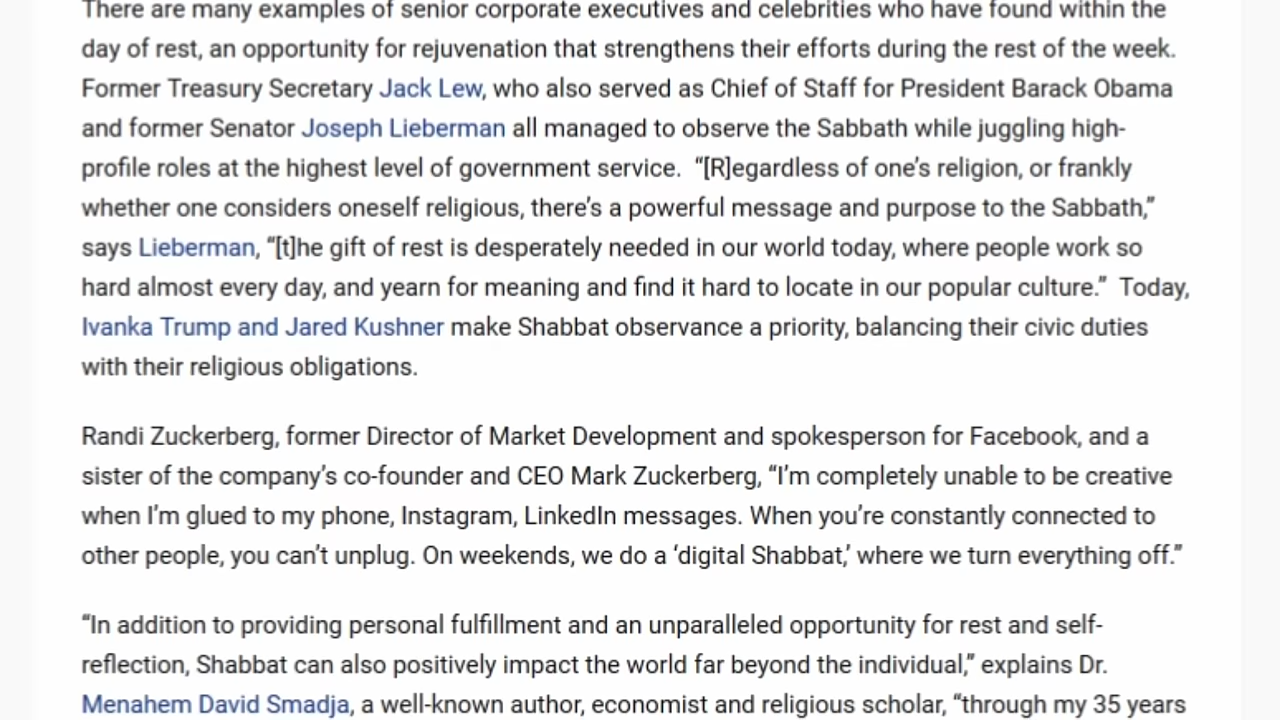 There are many examples of senior corporate executives and celebrities who have found within the
day of rest, an opportunity for rejuvenation that strengthens their efforts during the rest of the week.
Former Treasury Secretary Jack Lew, who also served as Chief of Staff for President Barack Obama
and former Senator Joseph Lieberman all managed to observe the Sabbath while juggling high-
profile roles at the highest level of government service.  “[R]egardless of one’s religion, or frankly
whether one considers oneself religious, there’s a powerful message and purpose to the Sabbath,”
says Lieberman, “[t]he gift of rest is desperately needed in our world today, where people work so
hard almost every day, and yearn for meaning and find it hard to locate in our popular culture.”  Today,
Ivanka Trump and Jared Kushner make Shabbat observance a priority, balancing their civic duties
with their religious obligations.
Randi Zuckerberg, former Director of Market Development and spokesperson for Facebook, and a
sister of the company’s co-founder and CEO Mark Zuckerberg, “I’m completely unable to be creative
when I’m glued to my phone, Instagram, LinkedIn messages. When you’re constantly connected to
other people, you can’t unplug. On weekends, we do a ‘digital Shabbat,’ where we turn everything off.”
“In addition to providing personal fulfillment and an unparalleled opportunity for rest and self-
reflection, Shabbat can also positively impact the world far beyond the individual,” explains Dr.
Menahem David Smadja, a well-known author, economist and religious scholar, “through my 35 years